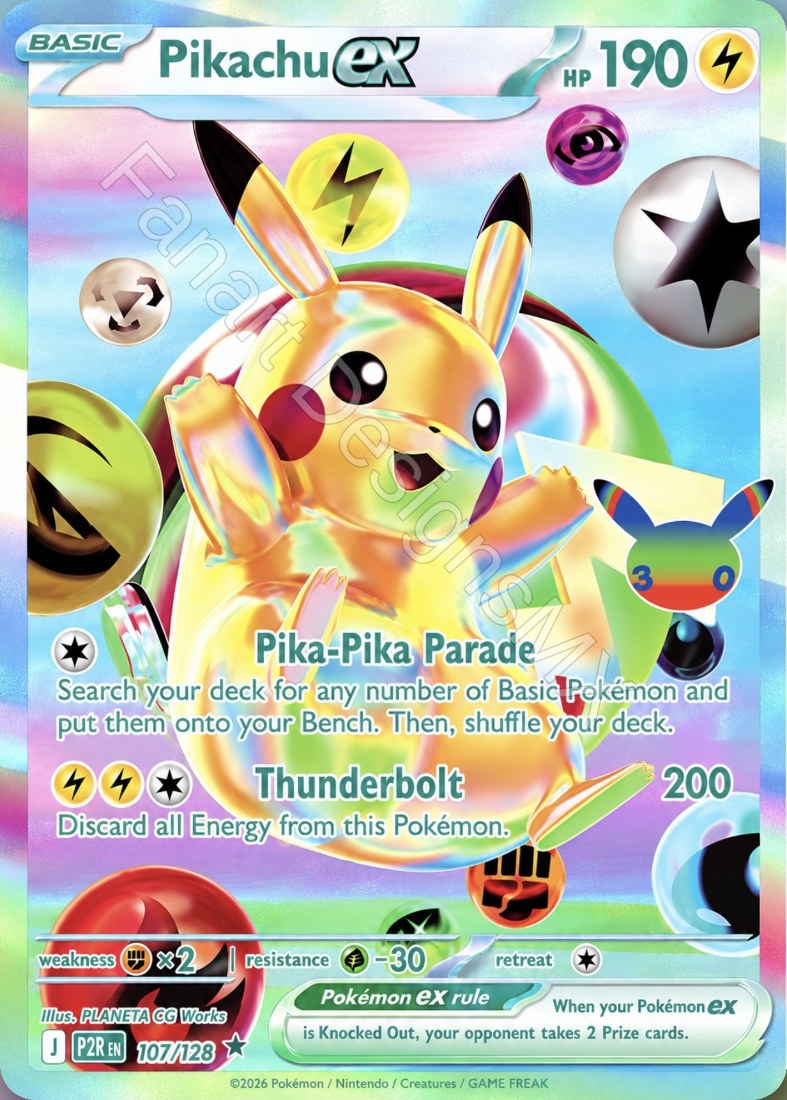 BASIC
Pikachu ex
HP 190
Fanart DesignsMX
30
Pika-Pika Parade
Search your deck for any number of Basic Pokémon and
put them onto your Bench. Then, shuffle your deck.
Thunderbolt 200
Discard all Energy from this Pokémon.
weakness ×2 resistance -30 retreat
Illus. PLANETA CG Works
Pokémon ex rule
When your Pokémon ex
is Knocked Out, your opponent takes 2 Prize cards.
J P2R EN 107/128
©2026 Pokémon / Nintendo / Creatures / GAME FREAK